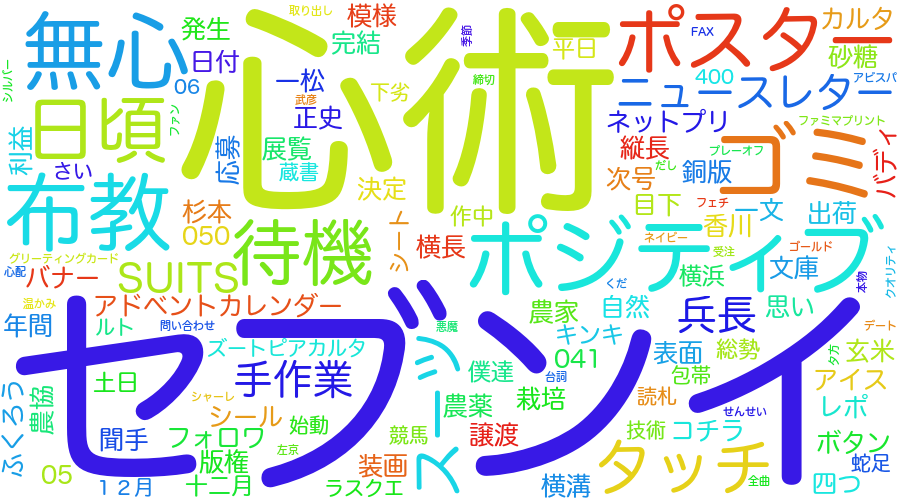 取り出し
模様
カルタ
発生
完結
季節
平日
FAX
ポスター
無心
日付
心術
砂糖
シルバー
06
一松
締切
400
アビスパ
武彦
下劣
ニュースレター
日頃
ファン
正史
ネットプリ
ファミマプリント
利益
応募
展覧
縦長
プレーオフ
ゴミ
バディ
さい
蔵書
次号
だし
銅版
布教
決定
目下
フェチ
一文
出荷
杉本
作中
香川
050
待機
シート
横長
ポジティブ
ネイビー
受注
ゴールド
グリーティングカード
心配
バナー
SUITS
横浜
文庫
クオリティ
本物
くだ
温かみ
アドベントカレンダー
農家
自然
兵長
思い
年間
ルト
問い合わせ
悪魔
キンキ
デート
セブンイ
ズートピアカルタ
スーツ
041
表面
総勢
夕方
玄米
土日
手作業
僕達
台詞
包帯
アイス
ふくろう
農協
シャーレ
農薬
栽培
読札
せんせい
レポ
シール
始動
聞手
フォロワ
競馬
譲渡
技術
コチラ
ボタン
05
版権
左京
装画
タッチ
蛇足
12月
十二月
ラスクエ
横溝
全曲
四つ